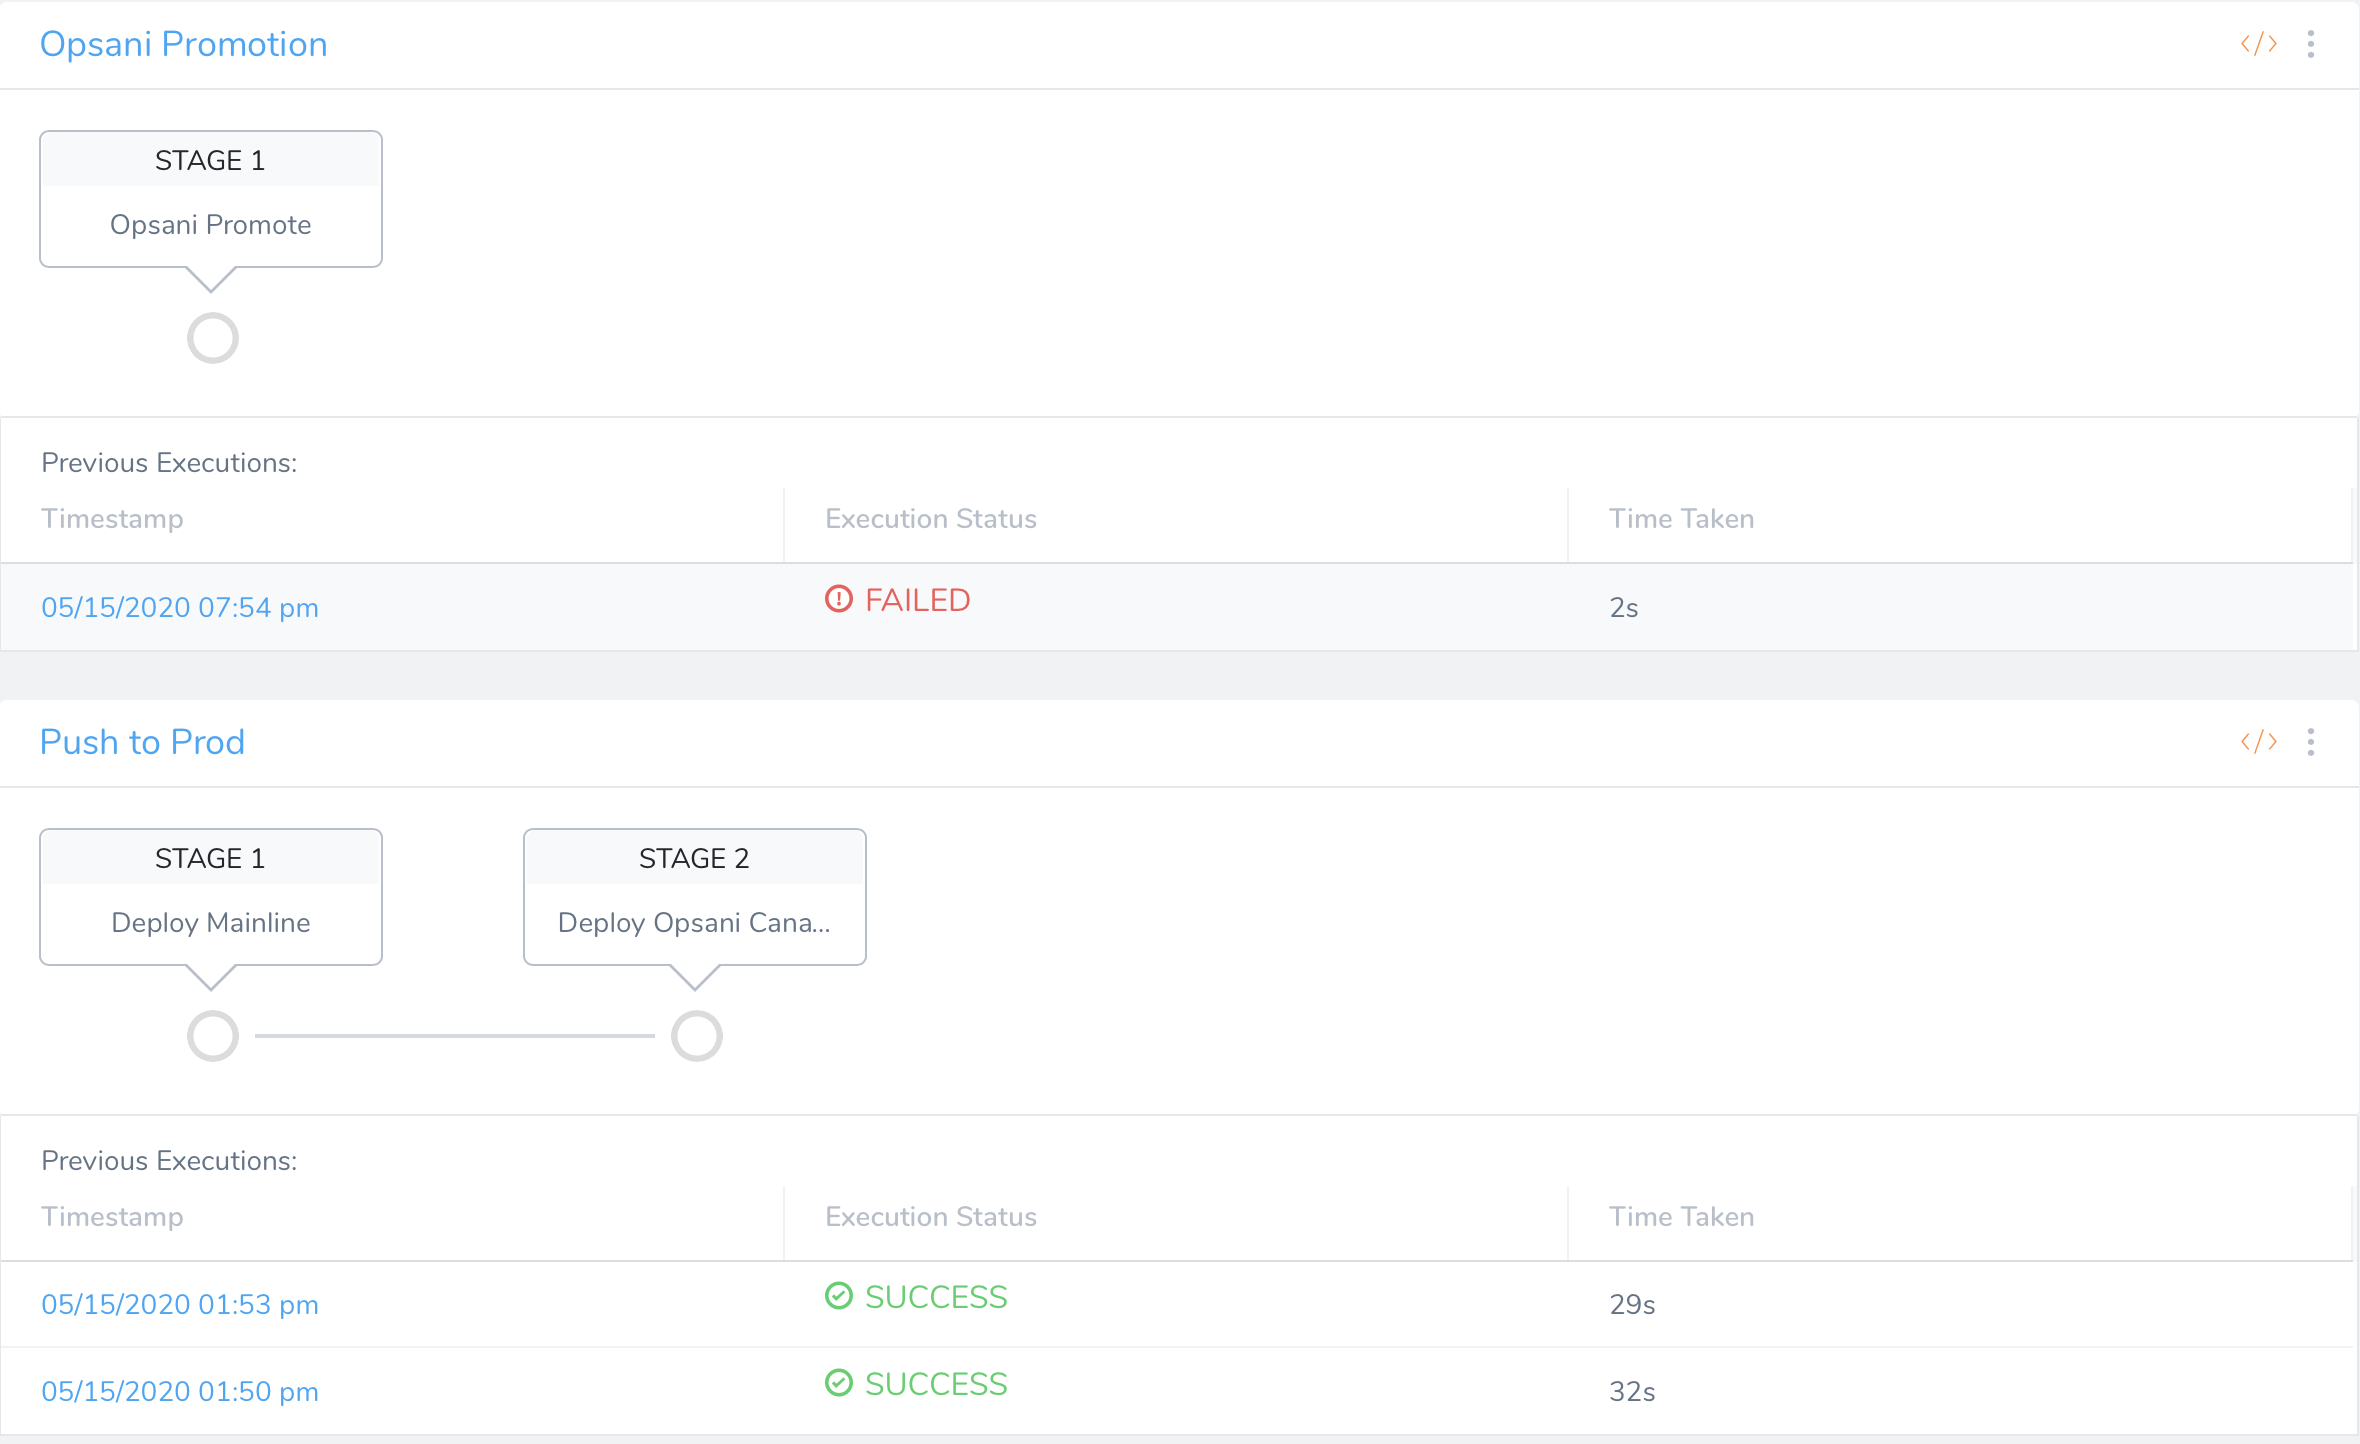 Opsani Promotion
STAGE 1
Opsani Promote
Previous Executions:
Timestamp Execution Status Time Taken
05/15/2020 07:54 pm FAILED 2s
Push to Prod
STAGE 1 STAGE 2
Deploy Mainline Deploy Opsani Cana...
Previous Executions:
Timestamp Execution Status Time Taken
05/15/2020 01:53 pm SUCCESS 29s
05/15/2020 01:50 pm SUCCESS 32s